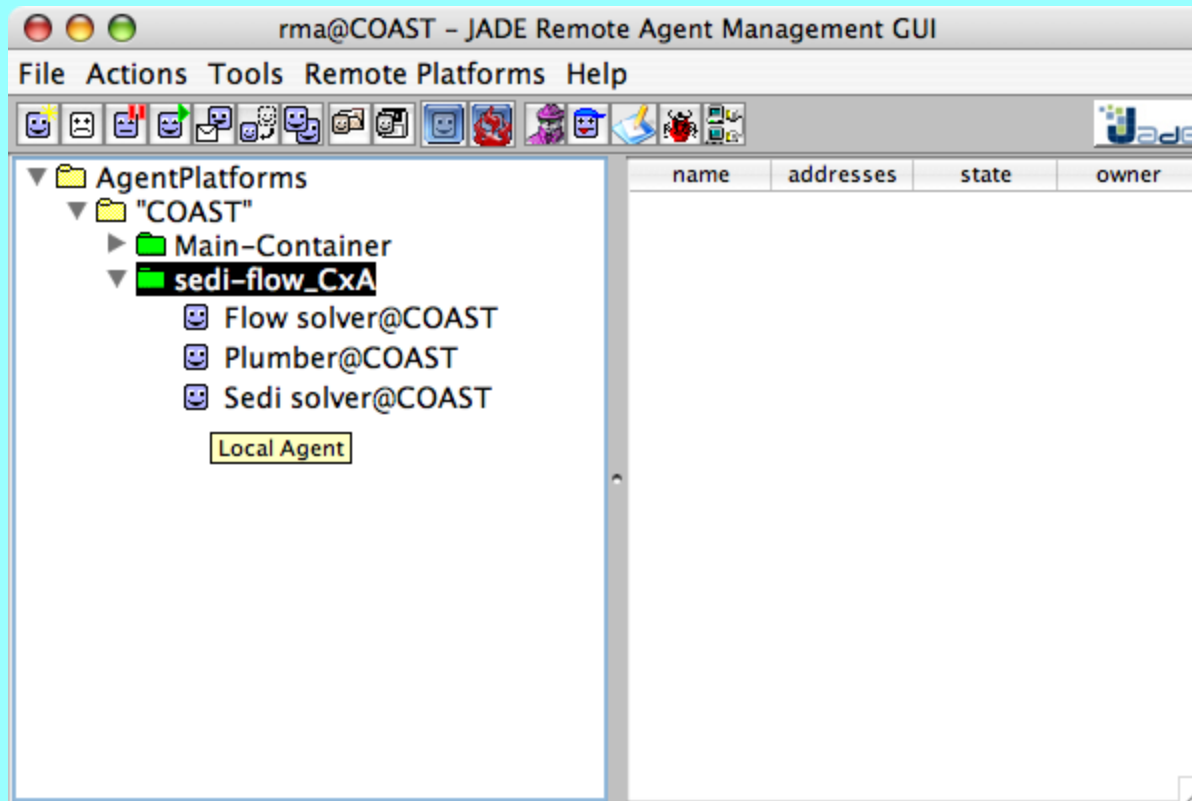 rma@COAST – JADE Remote Agent Management GUI
File Actions Tools Remote Platforms Help
Jade
name addresses state owner
AgentPlatforms
"COAST"
Main-Container
sedi-flow_CxA
Flow solver@COAST
Plumber@COAST
Sedi solver@COAST
Local Agent